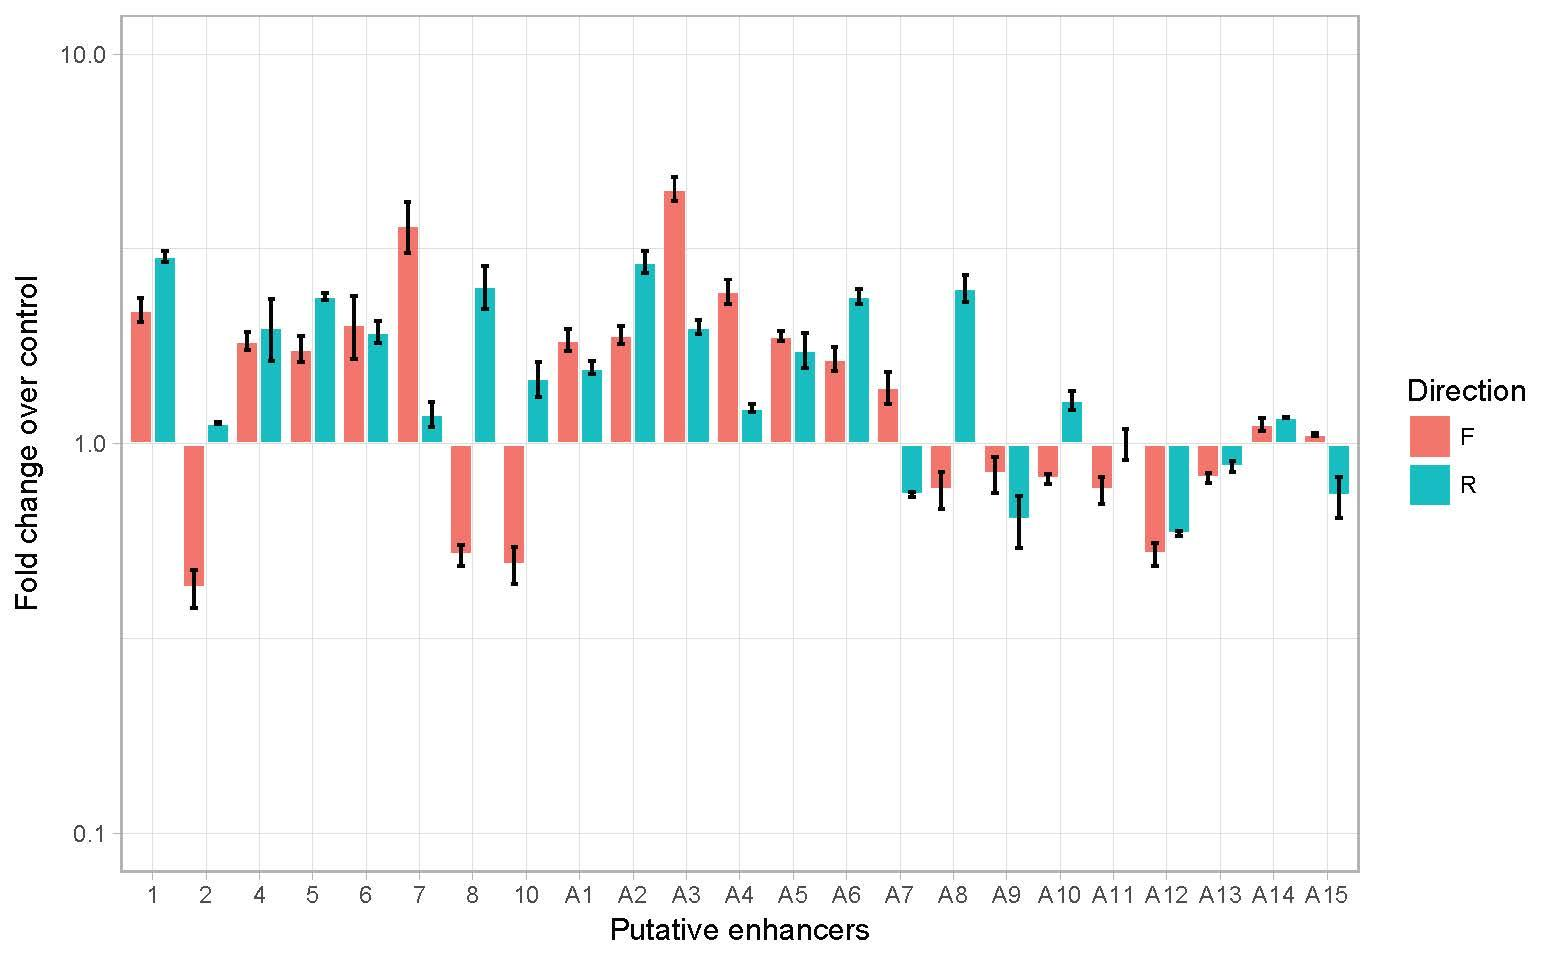 Fold change over control
10.0
1.0
0.1
1 2 4 5 6 7 8 10 A1 A2 A3 A4 A5 A6 A7 A8 A9 A10 A11 A12 A13 A14 A15
Putative enhancers
Direction
F
R